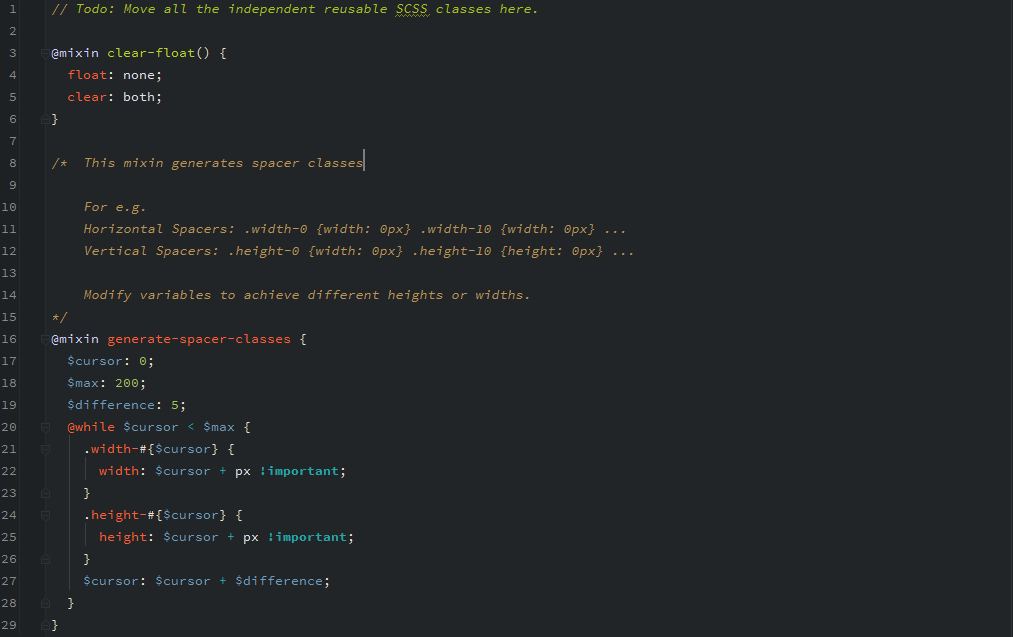 1 // Todo: Move all the independent reusable SCSS classes here.
2
3 @mixin clear-float() {
4   float: none;
5   clear: both;
6 }
7
8 /*  This mixin generates spacer classes
9
10     For e.g.
11     Horizontal Spacers: .width-0 {width: 0px} .width-10 {width: 0px} ...
12     Vertical Spacers: .height-0 {width: 0px} .height-10 {height: 0px} ...
13
14     Modify variables to achieve different heights or widths.
15 */
16 @mixin generate-spacer-classes {
17   $cursor: 0;
18   $max: 200;
19   $difference: 5;
20   @while $cursor < $max {
21     .width-#{$cursor} {
22       width: $cursor + px !important;
23     }
24     .height-#{$cursor} {
25       height: $cursor + px !important;
26     }
27     $cursor: $cursor + $difference;
28   }
29 }